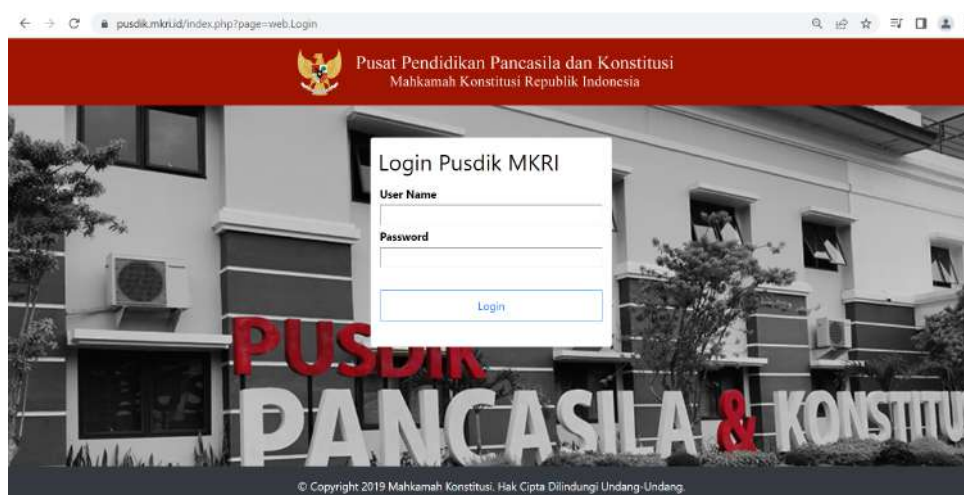 pusdik.mkri.id/index.php?page=web.Login
Pusat Pendidikan Pancasila dan Konstitusi
Mahkamah Konstitusi Republik Indonesia
Login Pusdik MKRI
User Name
Password
Login
PUSDIK
PANCASILA & KONSTITU
© Copyright 2019 Mahkamah Konstitusi. Hak Cipta Dilindungi Undang-Undang.